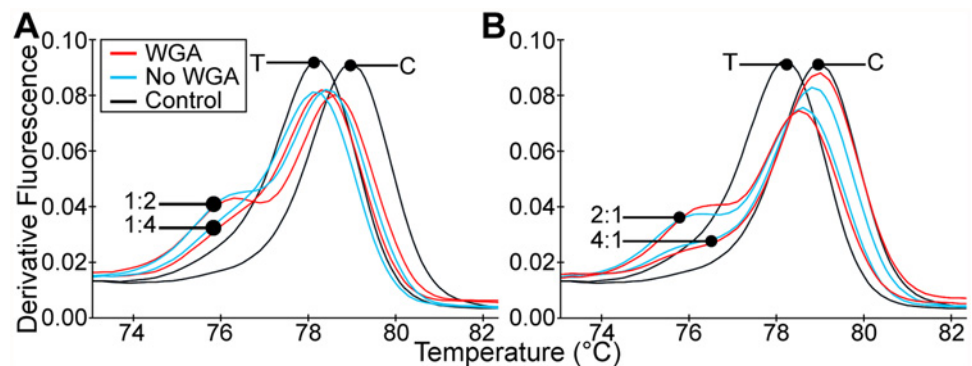 A
B
Derivative Fluorescence
0.10
0.08
0.06
0.04
0.02
0.00
WGA
No WGA
Control
T
C
1:2
1:4
74
76
78
80
82
0.10
0.08
0.06
0.04
0.02
0.00
T
C
2:1
4:1
74
76
78
80
82
Temperature (°C)